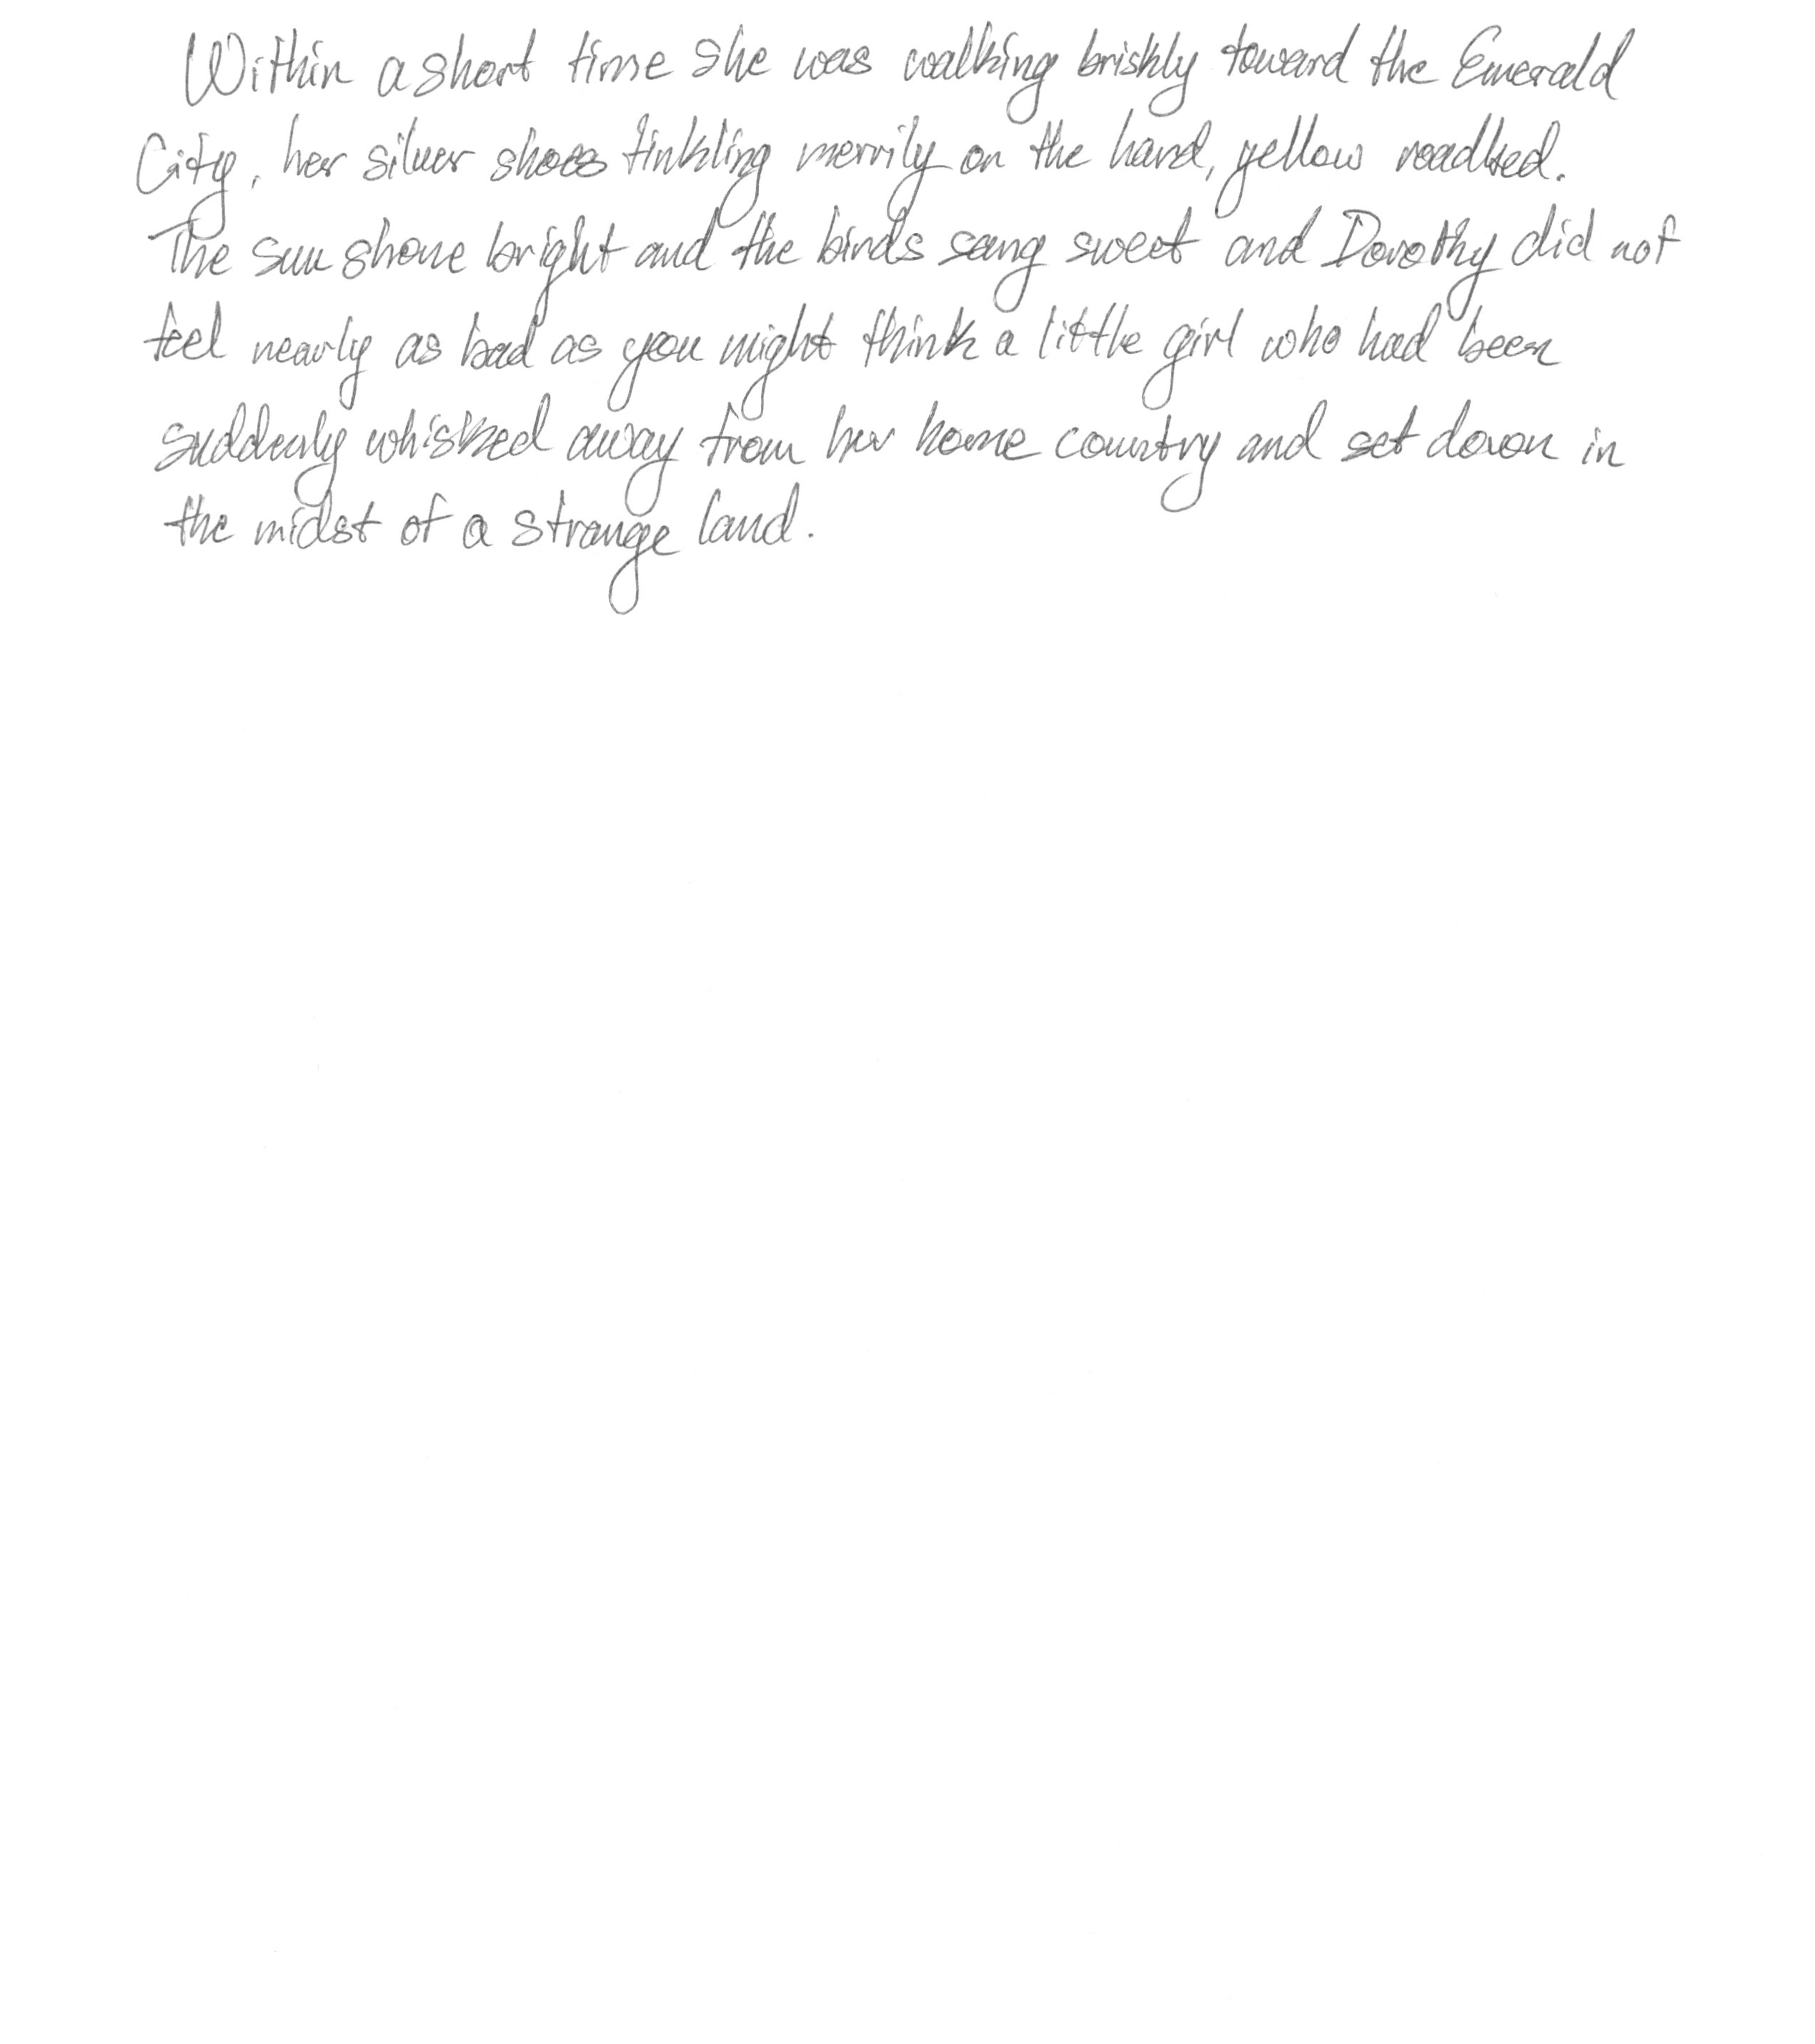 Within a short time she was walking briskly toward the Emerald
City, her silver shoes tinkling merrily on the hard, yellow roadbed.
The sun shone bright and the birds sang sweet and Dorothy did not
feel nearly as bad as you might think a little girl who had been
suddenly whisked away from her home country and set down in
the midst of a strange land.